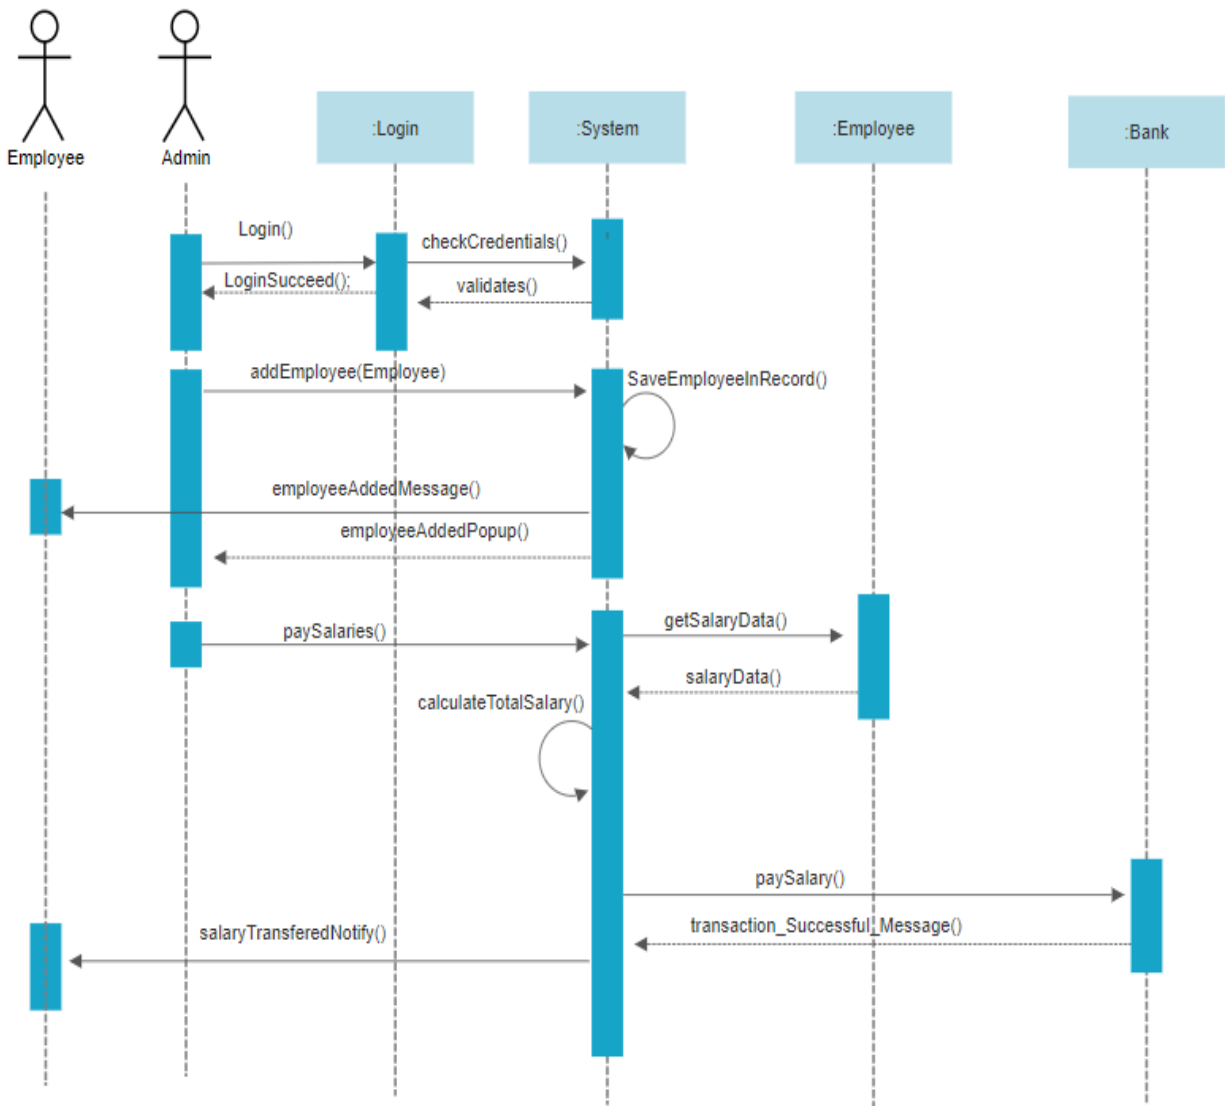 Employee
Admin
:Login
:System
:Employee
:Bank
Login()
checkCredentials()
LoginSucceed();
validates()
addEmployee(Employee)
SaveEmployeeInRecord()
employeeAddedMessage()
employeeAddedPopup()
paySalaries()
getSalaryData()
salaryData()
calculateTotalSalary()
paySalary()
transaction_Successful_Message()
salaryTransferedNotify()